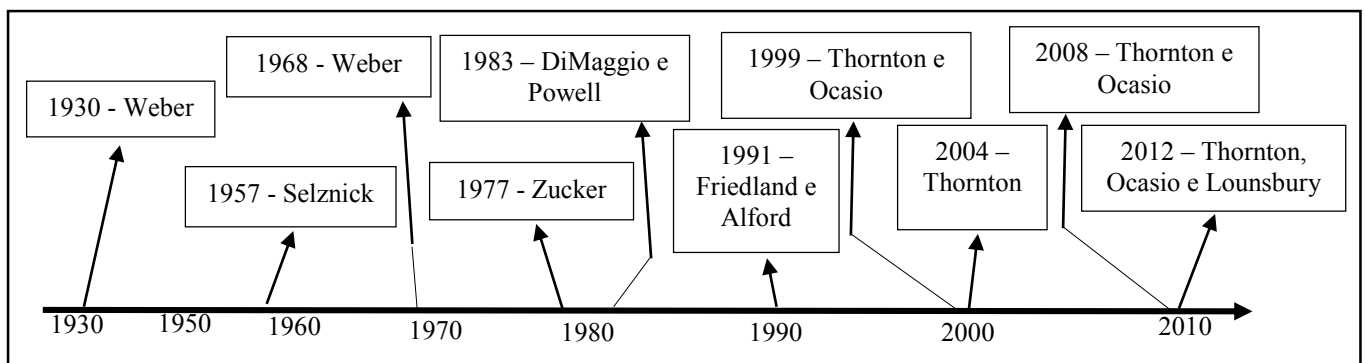 1930 - Weber
1957 - Selznick
1968 - Weber
1977 - Zucker
1983 – DiMaggio e
Powell
1991 –
Friedland e
Alford
1999 – Thornton e
Ocasio
2004 –
Thornton
2008 – Thornton e
Ocasio
2012 – Thornton,
Ocasio e Lounsbury
1930
1950
1960
1970
1980
1990
2000
2010